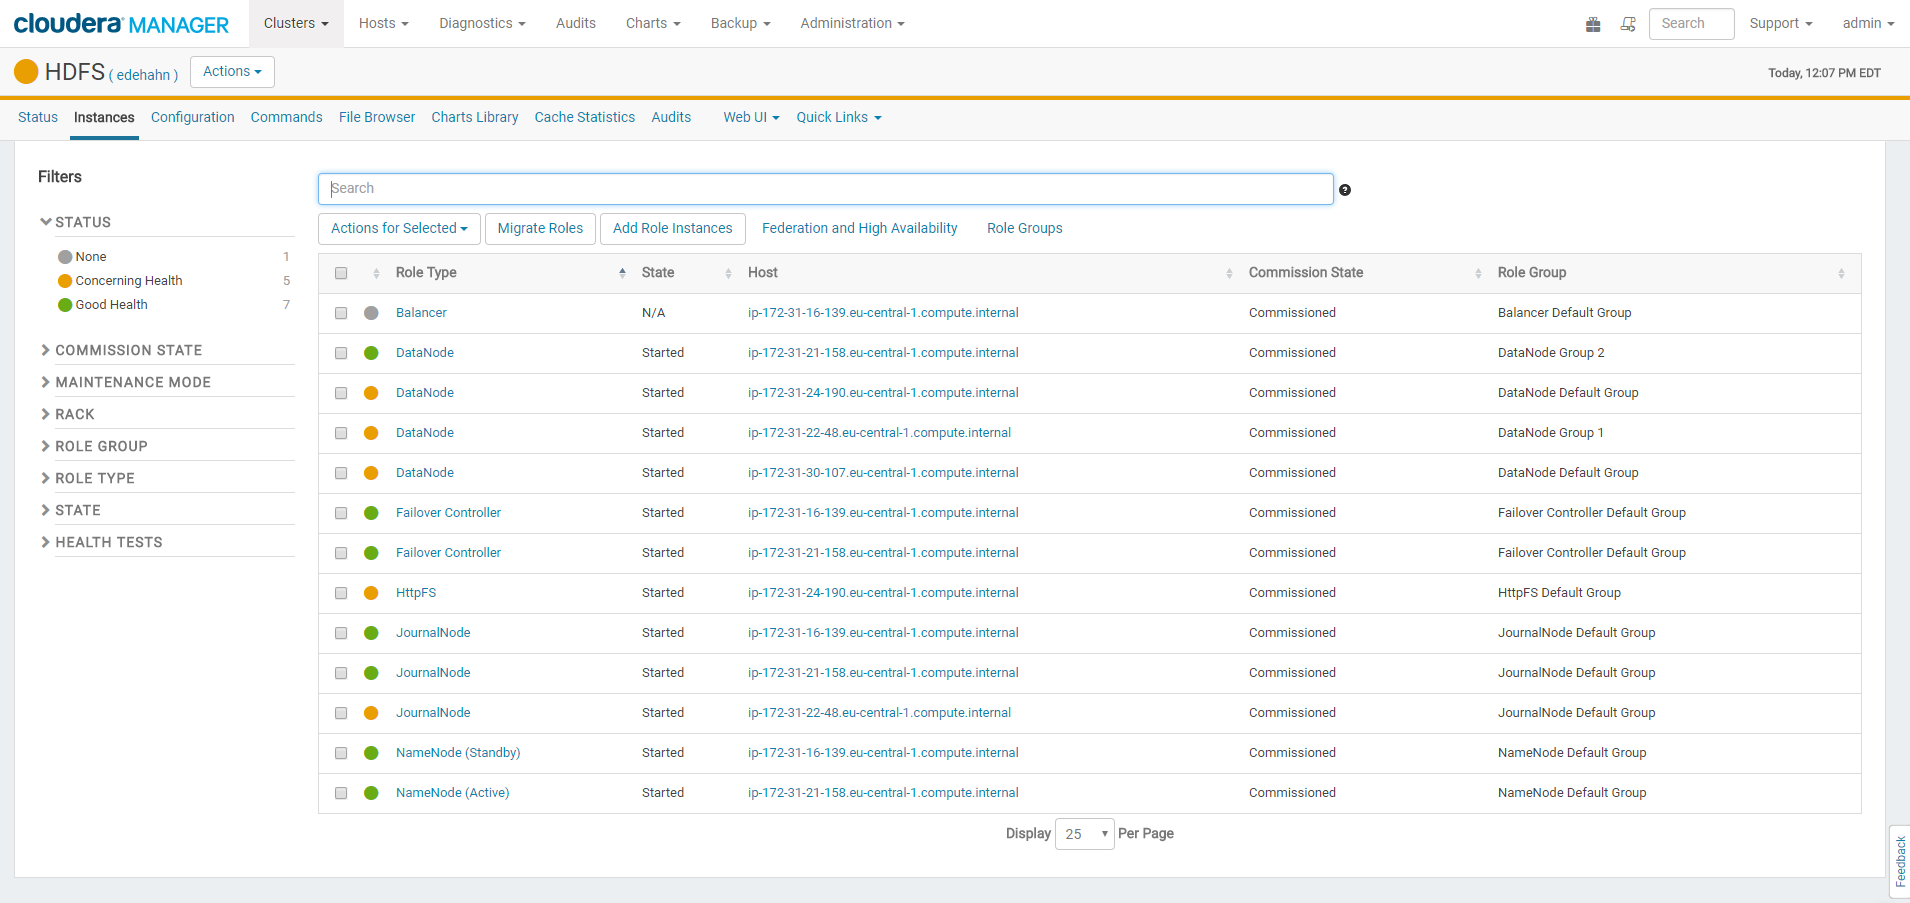 cloudera MANAGER Clusters Hosts Diagnostics Audits Charts Backup Administration Search Support admin
HDFS ( edehahn ) Actions Today, 12:07 PM EDT
Status Instances Configuration Commands File Browser Charts Library Cache Statistics Audits Web UI Quick Links
Filters
STATUS
None 1
Concerning Health 5
Good Health 7
COMMISSION STATE
MAINTENANCE MODE
RACK
ROLE GROUP
ROLE TYPE
STATE
HEALTH TESTS
Search ?
Actions for Selected Migrate Roles Add Role Instances Federation and High Availability Role Groups
Role Type State Host Commission State Role Group
Balancer N/A ip-172-31-16-139.eu-central-1.compute.internal Commissioned Balancer Default Group
DataNode Started ip-172-31-21-158.eu-central-1.compute.internal Commissioned DataNode Group 2
DataNode Started ip-172-31-24-190.eu-central-1.compute.internal Commissioned DataNode Default Group
DataNode Started ip-172-31-22-48.eu-central-1.compute.internal Commissioned DataNode Group 1
DataNode Started ip-172-31-30-107.eu-central-1.compute.internal Commissioned DataNode Default Group
Failover Controller Started ip-172-31-16-139.eu-central-1.compute.internal Commissioned Failover Controller Default Group
Failover Controller Started ip-172-31-21-158.eu-central-1.compute.internal Commissioned Failover Controller Default Group
HttpFS Started ip-172-31-24-190.eu-central-1.compute.internal Commissioned HttpFS Default Group
JournalNode Started ip-172-31-16-139.eu-central-1.compute.internal Commissioned JournalNode Default Group
JournalNode Started ip-172-31-21-158.eu-central-1.compute.internal Commissioned JournalNode Default Group
JournalNode Started ip-172-31-22-48.eu-central-1.compute.internal Commissioned JournalNode Default Group
NameNode (Standby) Started ip-172-31-16-139.eu-central-1.compute.internal Commissioned NameNode Default Group
NameNode (Active) Started ip-172-31-21-158.eu-central-1.compute.internal Commissioned NameNode Default Group
Display 25 Per Page
Feedback